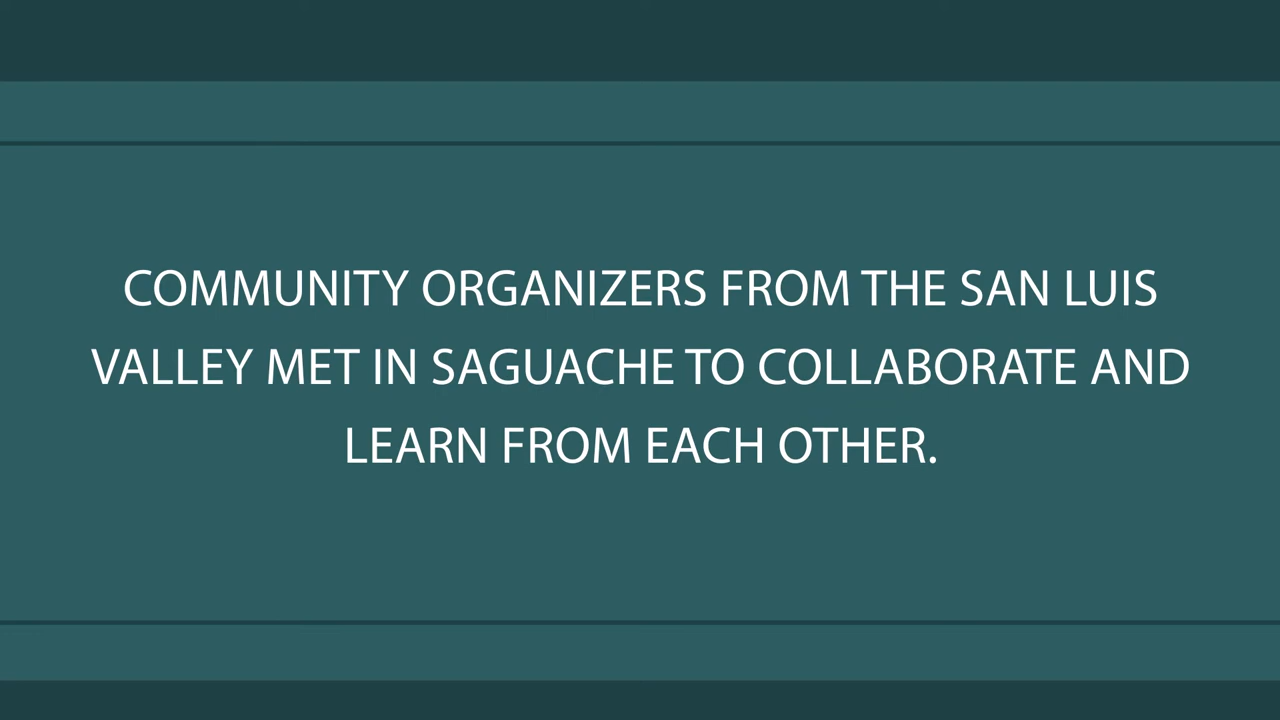 COMMUNITY ORGANIZERS FROM THE SAN LUIS
VALLEY MET IN SAGUACHE TO COLLABORATE AND
LEARN FROM EACH OTHER.